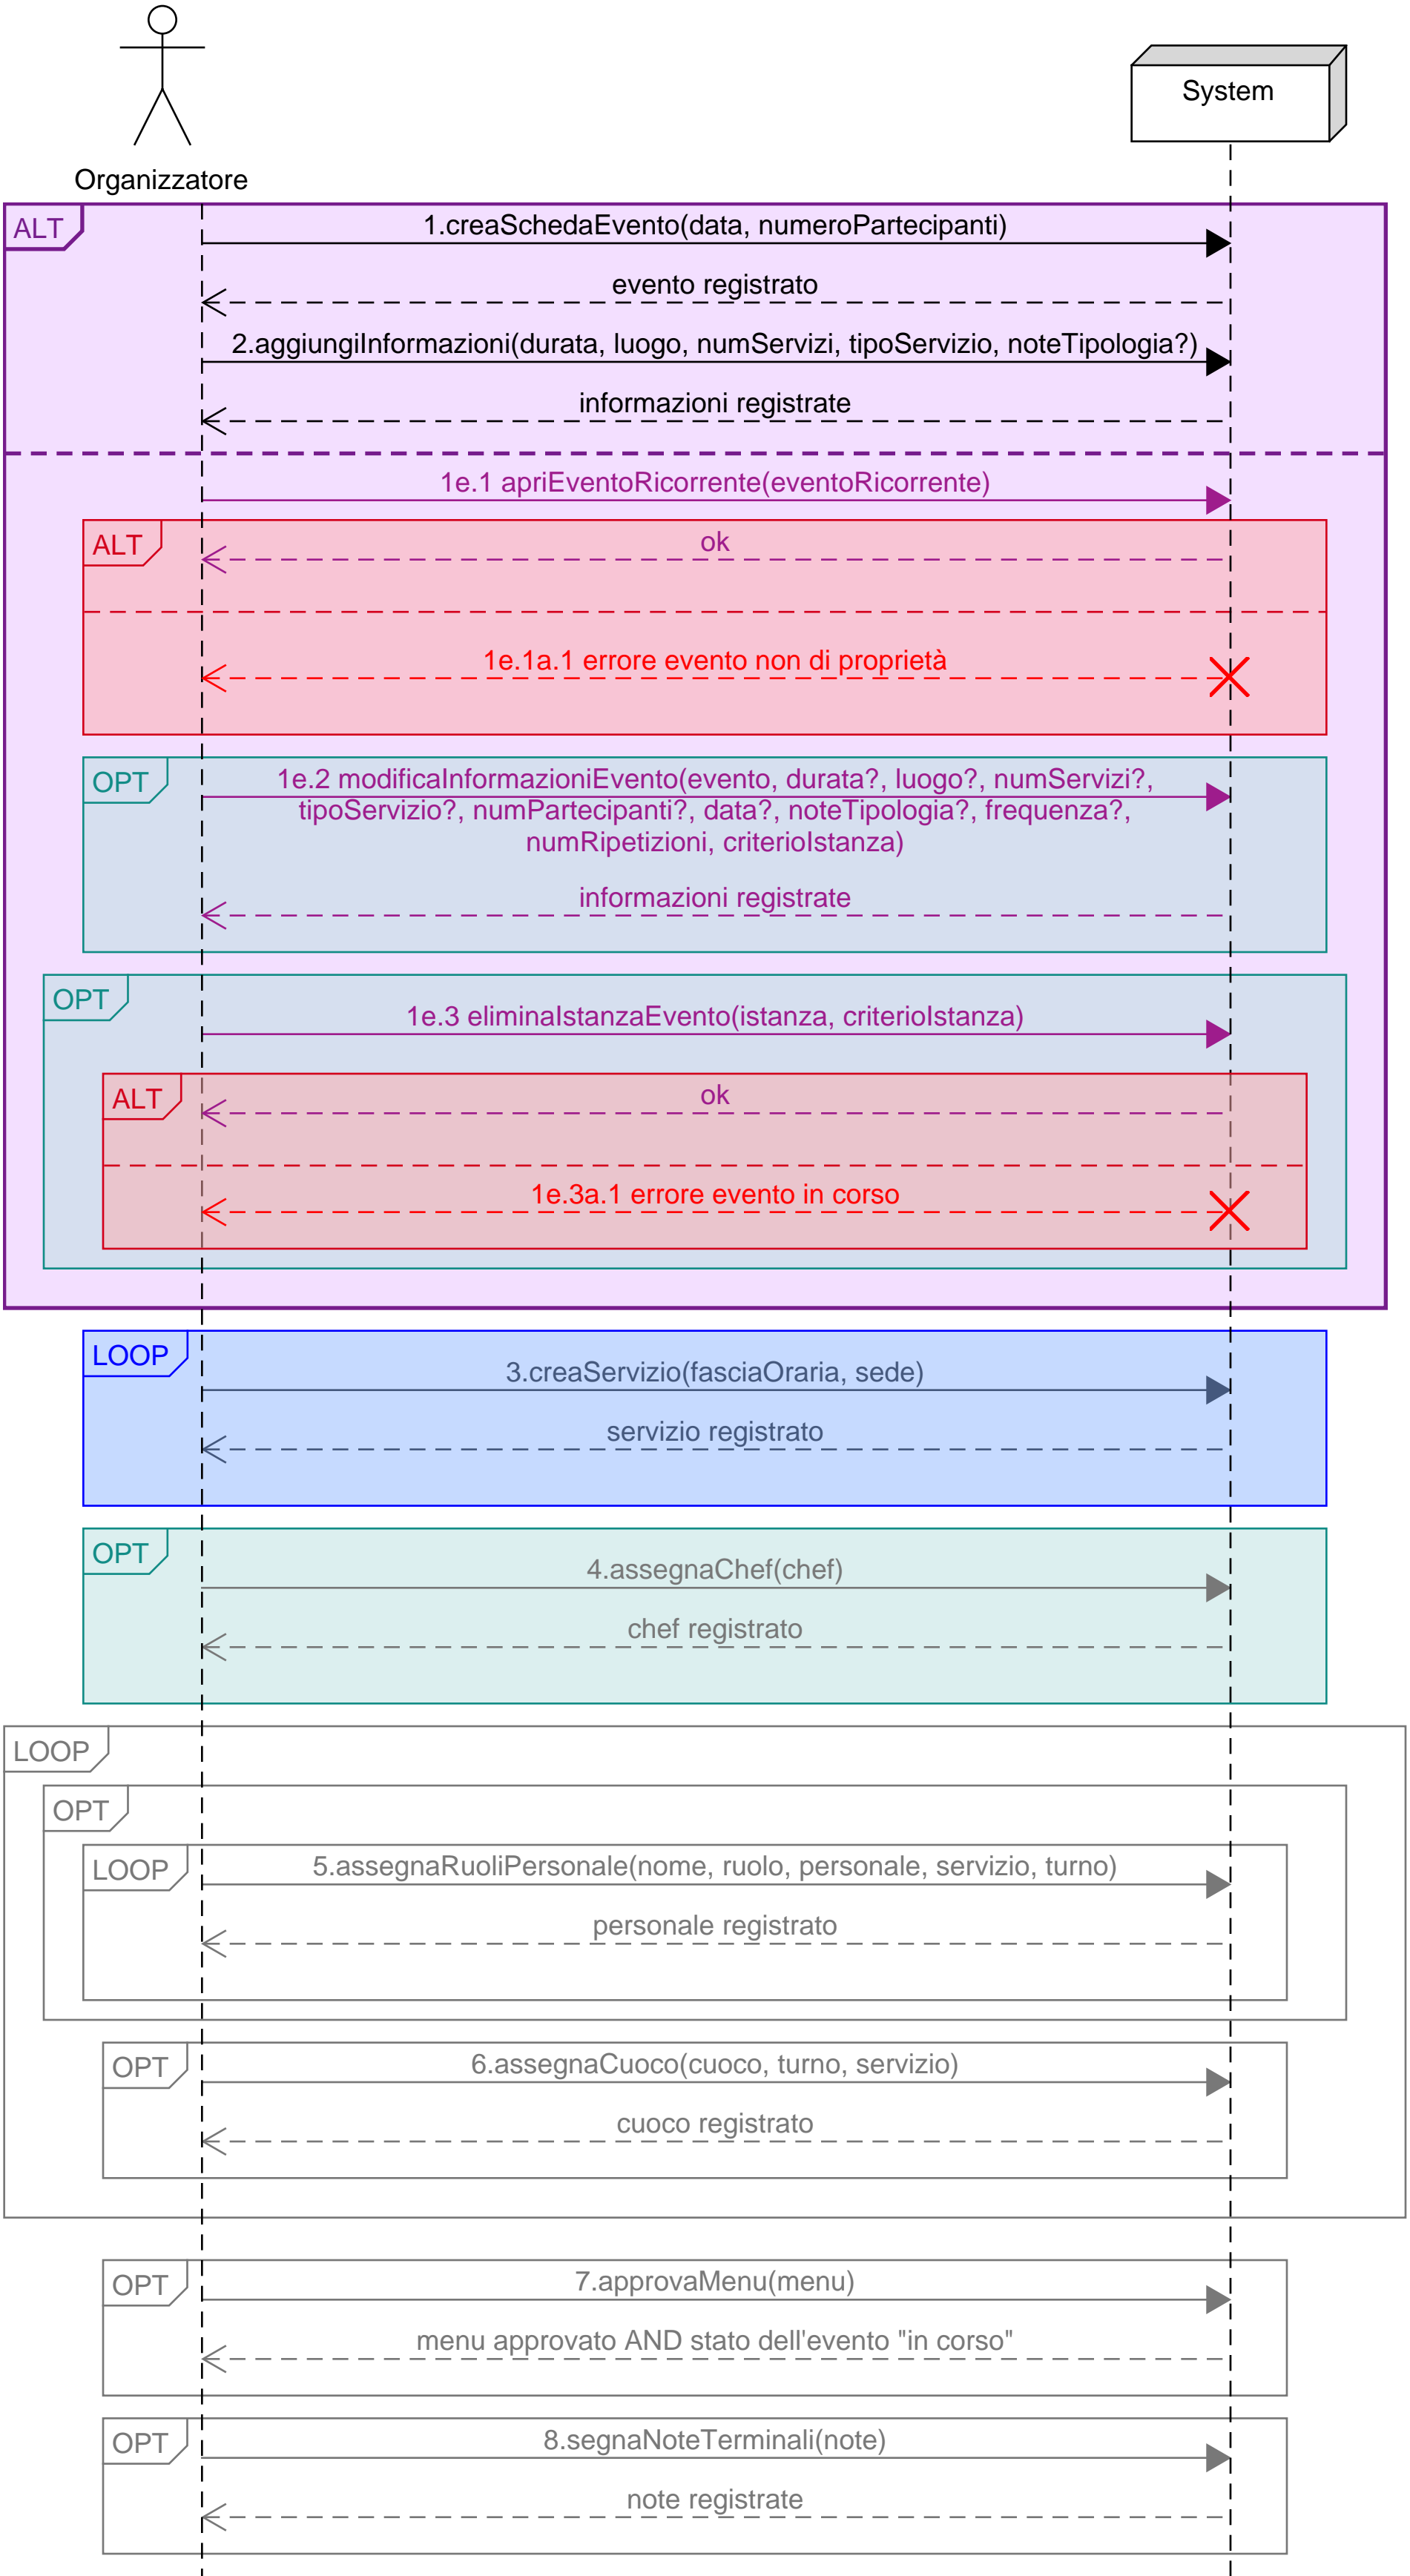 System
Organizzatore
ALT
1.creaSchedaEvento(data, numeroPartecipanti)
evento registrato
2.aggiungiInformazioni(durata, luogo, numServizi, tipoServizio, noteTipologia?)
informazioni registrate
1e.1 apriEventoRicorrente(eventoRicorrente)
ALT
ok
1e.1a.1 errore evento non di proprietà
OPT
1e.2 modificaInformazioniEvento(evento, durata?, luogo?, numServizi?,
tipoServizio?, numPartecipanti?, data?, noteTipologia?, frequenza?,
numRipetizioni, criterioIstanza)
informazioni registrate
OPT
1e.3 eliminaIstanzaEvento(istanza, criterioIstanza)
ALT
ok
1e.3a.1 errore evento in corso
LOOP
3.creaServizio(fasciaOraria, sede)
servizio registrato
OPT
4.assegnaChef(chef)
chef registrato
LOOP
OPT
LOOP
5.assegnaRuoliPersonale(nome, ruolo, personale, servizio, turno)
personale registrato
OPT
6.assegnaCuoco(cuoco, turno, servizio)
cuoco registrato
OPT
7.approvaMenu(menu)
menu approvato AND stato dell'evento "in corso"
OPT
8.segnaNoteTerminali(note)
note registrate